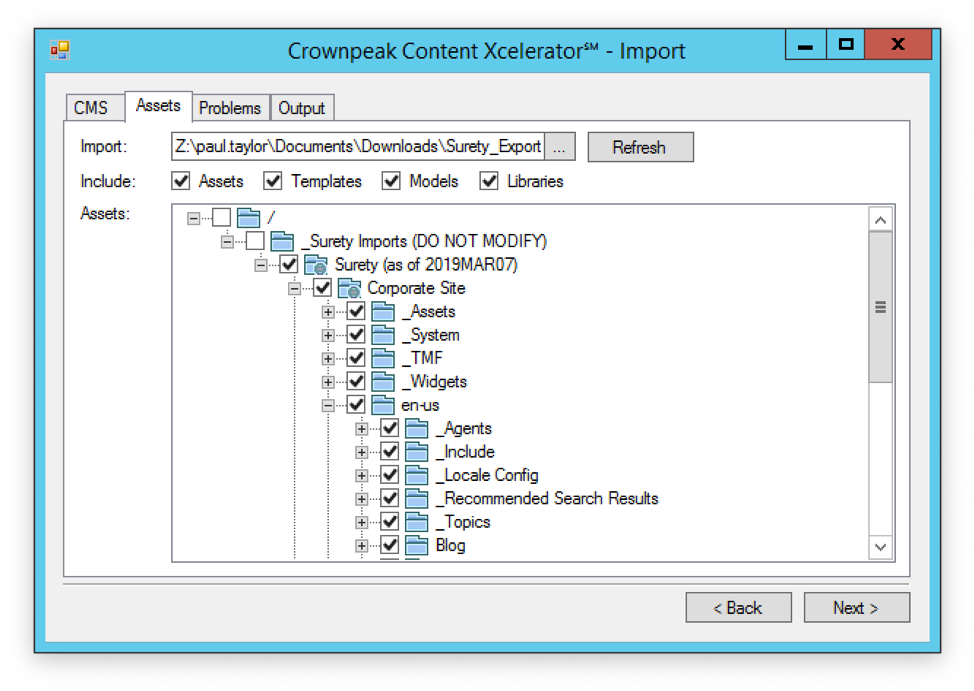 Crownpeak Content Xcelerator℠ - Import
CMS Assets Problems Output
Import: Z:\paul.taylor\Documents\Downloads\Surety_Export ... Refresh
Include: Assets Templates Models Libraries
Assets: /
_Surety Imports (DO NOT MODIFY)
Surety (as of 2019MAR07)
Corporate Site
_Assets
_System
_TMF
_Widgets
en-us
_Agents
_Include
_Locale Config
_Recommended Search Results
_Topics
Blog
< Back Next >